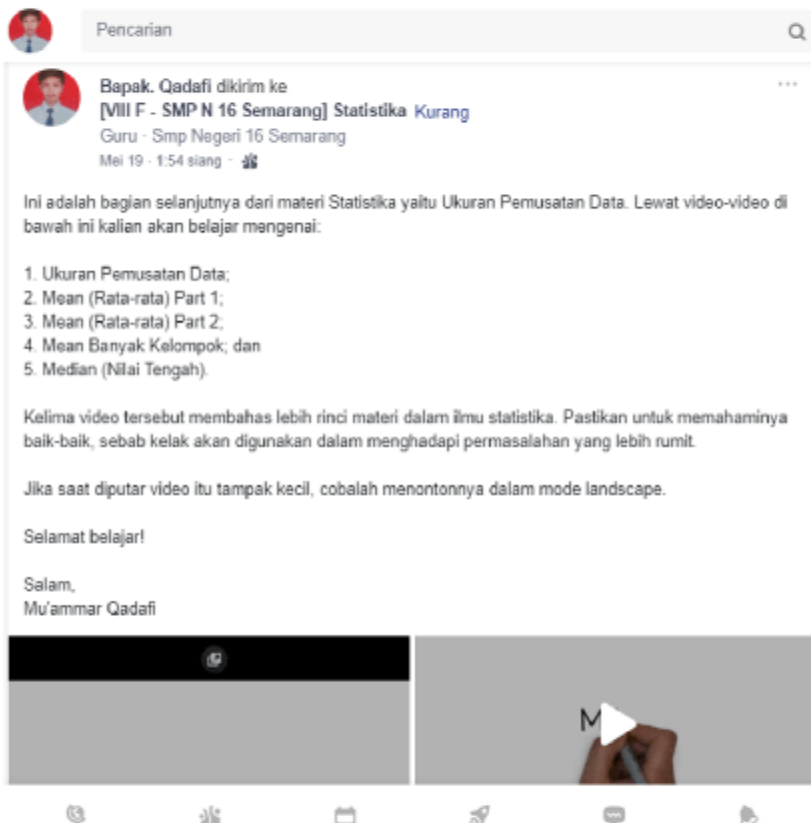 Pencarian
Bapak. Qadafi dikirim ke
[VIII F - SMP N 16 Semarang] Statistika Kurang
Guru · Smp Negeri 16 Semarang
Mei 19 · 1:54 siang ·
Ini adalah bagian selanjutnya dari materi Statistika yaitu Ukuran Pemusatan Data. Lewat video-video di
bawah ini kalian akan belajar mengenai:
1. Ukuran Pemusatan Data;
2. Mean (Rata-rata) Part 1;
3. Mean (Rata-rata) Part 2;
4. Mean Banyak Kelompok; dan
5. Median (Nilai Tengah).
Kelima video tersebut membahas lebih rinci materi dalam ilmu statistika. Pastikan untuk memahaminya
baik-baik, sebab kelak akan digunakan dalam menghadapi permasalahan yang lebih rumit.
Jika saat diputar video itu tampak kecil, cobalah menontonnya dalam mode landscape.
Selamat belajar!
Salam,
Mu'ammar Qadafi
M